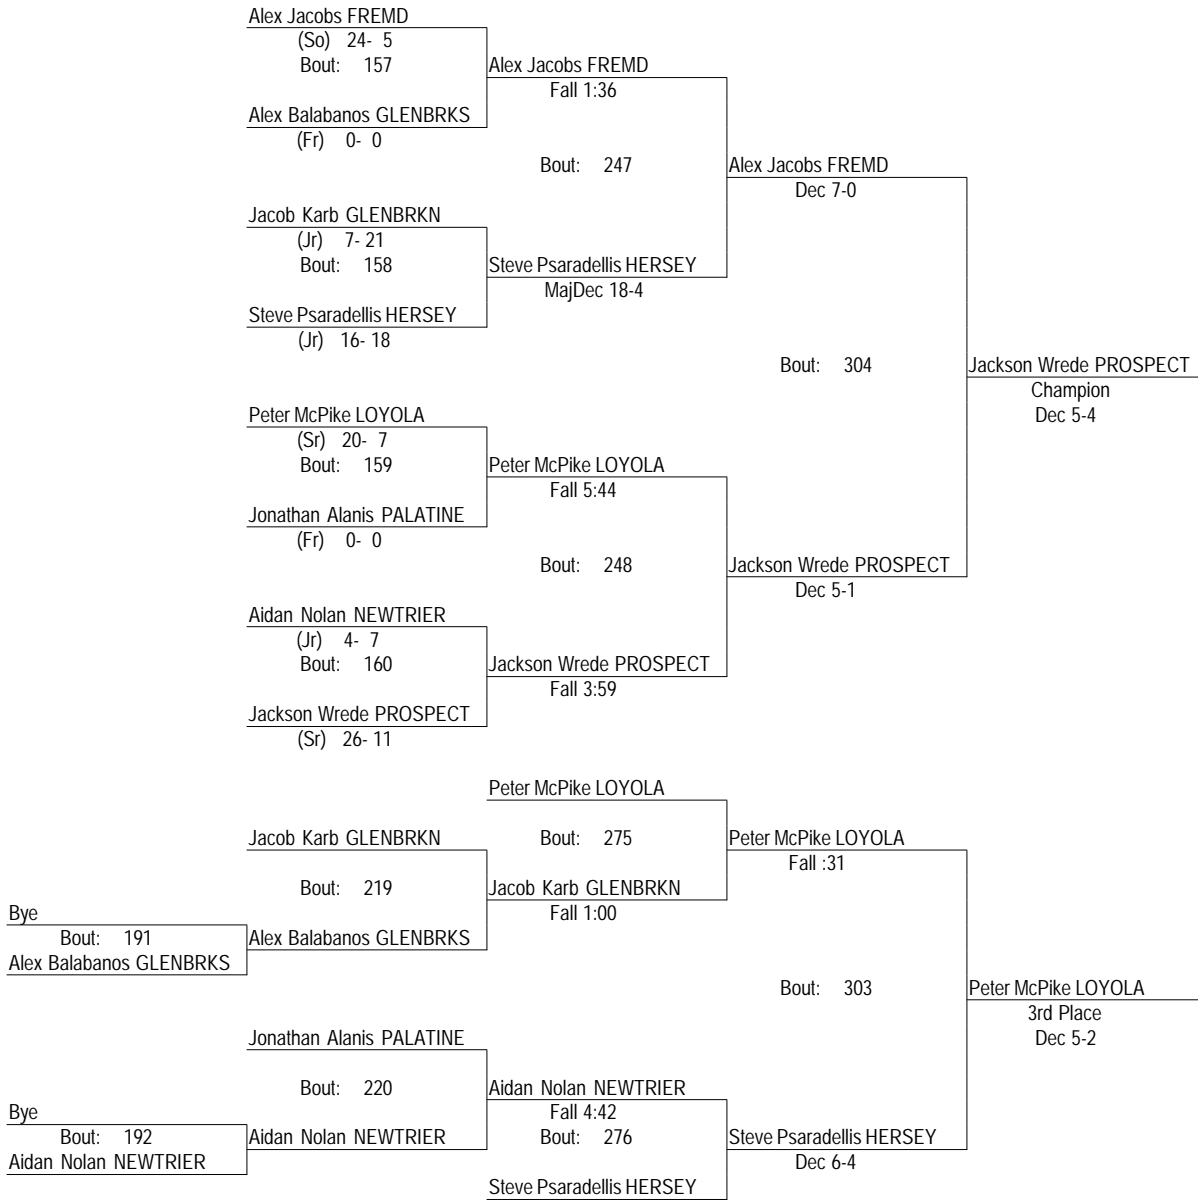 Alex Jacobs FREMD
(So) 24- 5
Bout: 157
Alex Jacobs FREMD
Fall 1:36
Alex Balabanos GLENBRKS
(Fr) 0- 0
Bout: 247
Alex Jacobs FREMD
Dec 7-0
Jacob Karb GLENBRKN
(Jr) 7- 21
Bout: 158
Steve Psaradellis HERSEY
MajDec 18-4
Steve Psaradellis HERSEY
(Jr) 16- 18
Bout: 304
Jackson Wrede PROSPECT
Champion
Dec 5-4
Peter McPike LOYOLA
(Sr) 20- 7
Bout: 159
Peter McPike LOYOLA
Fall 5:44
Jonathan Alanis PALATINE
(Fr) 0- 0
Bout: 248
Jackson Wrede PROSPECT
Dec 5-1
Aidan Nolan NEWTRIER
(Jr) 4- 7
Bout: 160
Jackson Wrede PROSPECT
Fall 3:59
Jackson Wrede PROSPECT
(Sr) 26- 11
Peter McPike LOYOLA
Jacob Karb GLENBRKN
Bout: 275
Peter McPike LOYOLA
Fall :31
Bout: 219
Jacob Karb GLENBRKN
Fall 1:00
Bye
Bout: 191
Alex Balabanos GLENBRKS
Alex Balabanos GLENBRKS
Bout: 303
Peter McPike LOYOLA
3rd Place
Dec 5-2
Jonathan Alanis PALATINE
Bout: 220
Aidan Nolan NEWTRIER
Fall 4:42
Bye
Bout: 192
Aidan Nolan NEWTRIER
Aidan Nolan NEWTRIER
Bout: 276
Steve Psaradellis HERSEY
Dec 6-4
Steve Psaradellis HERSEY